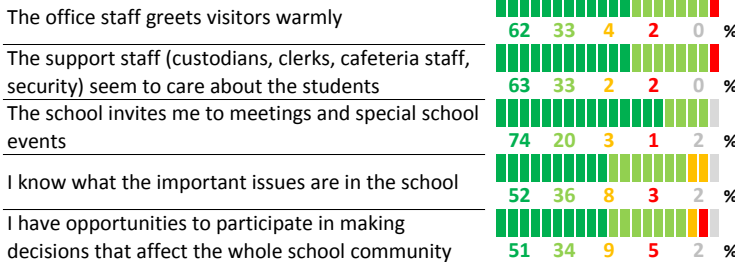 The office staff greets visitors warmly
62 33 4 2 0 %
The support staff (custodians, clerks, cafeteria staff,
security) seem to care about the students
63 33 2 2 0 %
The school invites me to meetings and special school
events
74 20 3 1 2 %
I know what the important issues are in the school
52 36 8 3 2 %
I have opportunities to participate in making
decisions that affect the whole school community
51 34 9 5 2 %